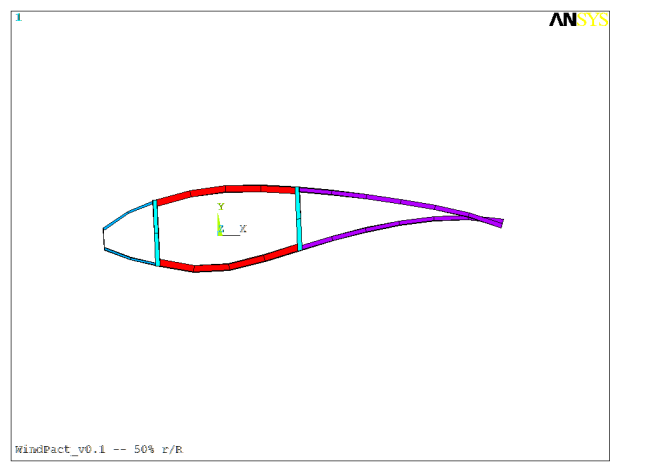 1
ANSYS
Y
Z X
WindPact_v0.1 -- 50% r/R